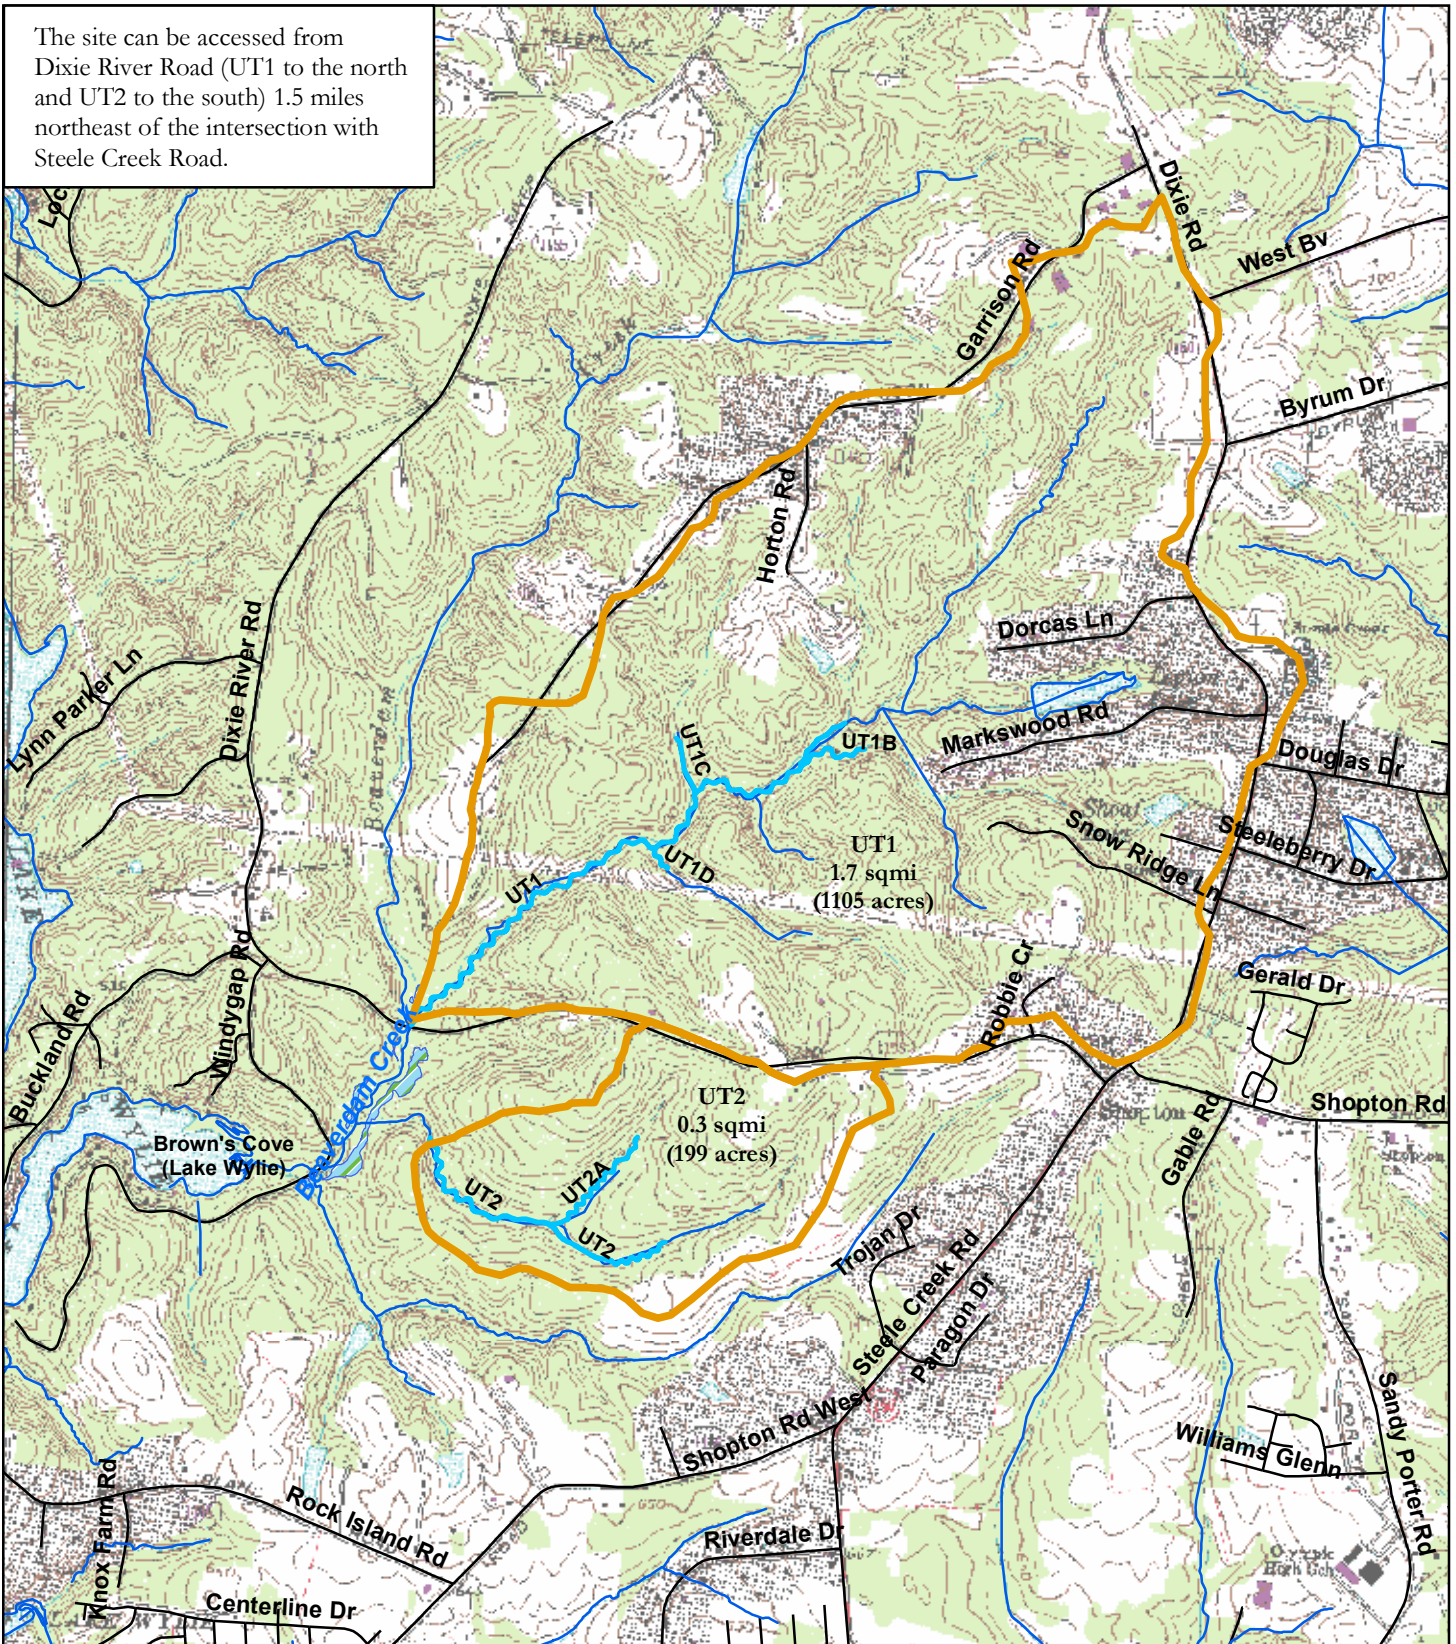 The site can be accessed from
Dixie River Road (UT1 to the north
and UT2 to the south) 1.5 miles
northeast of the intersection with
Steele Creek Road.
Loc
Dixie Rd
West Bv
Garrison Rd
Byrum Dr
Horton Rd
Dorcas Ln
Lynn Parker Ln
Dixie River Rd
Markswood Rd
UT1C
UT1B
Douglas Dr
Snow Ridge Ln
Steeleberry Dr
UT1D
UT1
UT1
1.7 sqmi
(1105 acres)
Windygap Rd
Robbie Cr
Gerald Dr
Buckland Rd
Beaverdam Creek
UT2
0.3 sqmi
(199 acres)
Shopton Rd
Gable Rd
Brown's Cove
(Lake Wylie)
UT2
UT2A
UT2
Trojan Dr
Steele Creek Rd
Paragon Dr
Shopton Rd West
Sandy Porter Rd
Williams Glenn
Knox Farm Rd
Rock Island Rd
Riverdale Dr
Centerline Dr